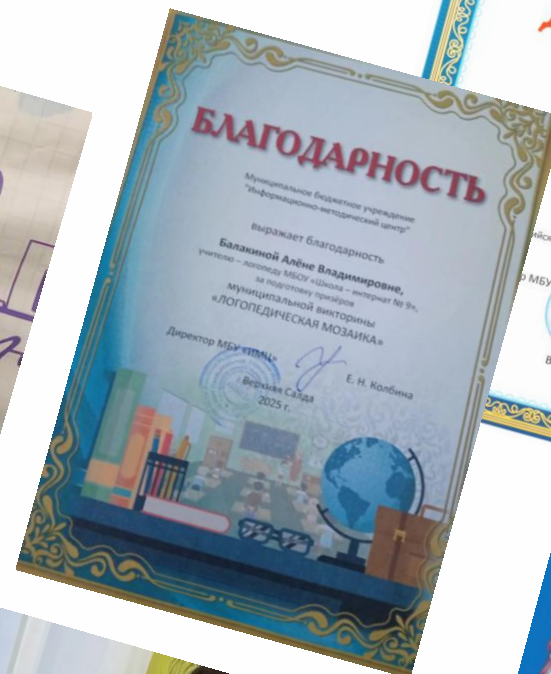 БЛАГОДАРНОСТЬ
Муниципальное бюджетное учреждение
"Информационно-методический центр"
выражает благодарность
Балакиной Алёне Владимировне,
учителю – логопеду МБОУ «Школа – интернат № 9»,
за подготовку призёров
муниципальной викторины
«ЛОГОПЕДИЧЕСКАЯ МОЗАИКА»
Директор МБУ «ИМЦ»
Е. Н. Колбина
Верхняя Салда
2025 г.
МБУ